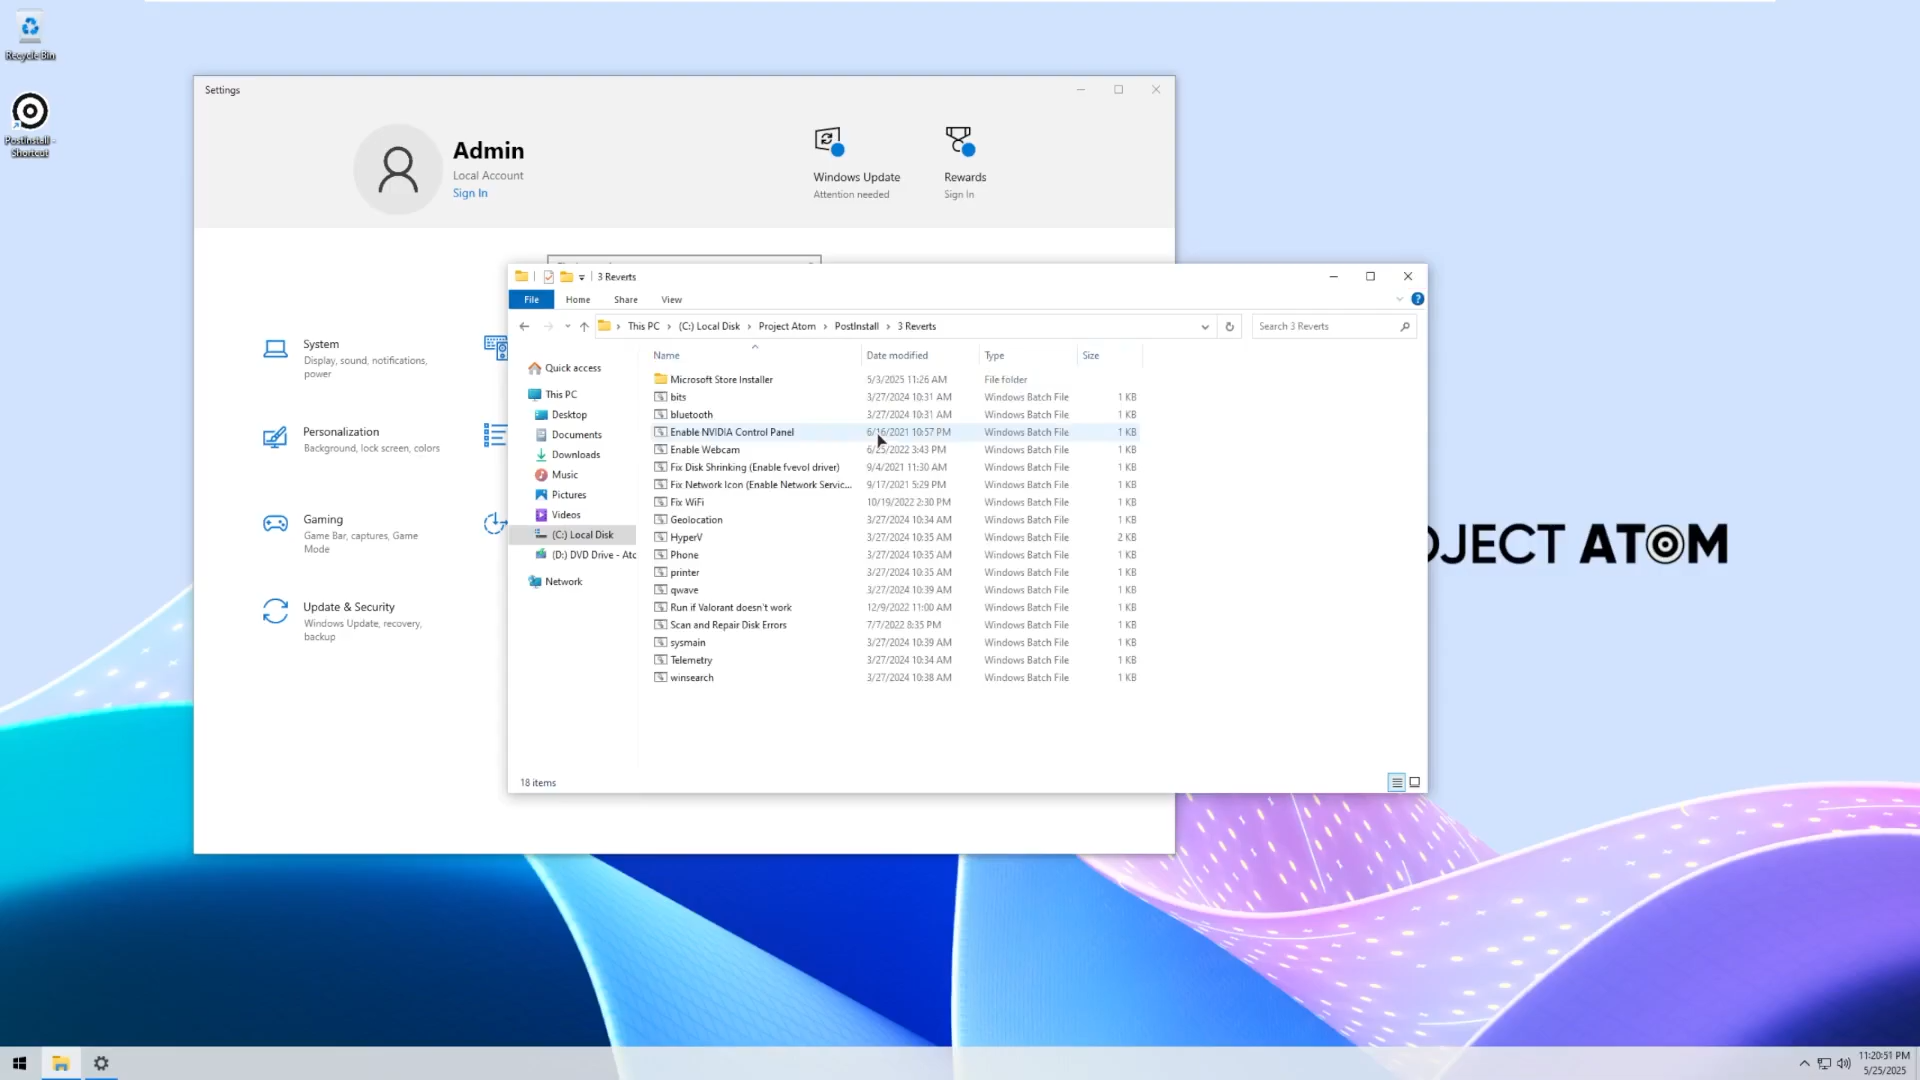 Recycle Bin
PostInstall - Shortcut
Settings
Admin
Local Account
Sign In
Windows Update
Attention needed
Rewards
Sign In
System
Display, sound, notifications, power
Personalization
Background, lock screen, colors
Gaming
Game Bar, captures, Game Mode
Update & Security
Windows Update, recovery, backup
3 Reverts
File
Home
Share
View
This PC
(C:) Local Disk
Project Atom
PostInstall
3 Reverts
Search 3 Reverts
Quick access
This PC
Desktop
Documents
Downloads
Music
Pictures
Videos
(C:) Local Disk
(D:) DVD Drive - Atc
Network
Name Date modified Type Size
Microsoft Store Installer 5/3/2025 11:26 AM File folder
bits 3/27/2024 10:31 AM Windows Batch File 1 KB
bluetooth 3/27/2024 10:31 AM Windows Batch File 1 KB
Enable NVIDIA Control Panel 6/16/2021 10:57 PM Windows Batch File 1 KB
Enable Webcam 6/25/2022 3:43 PM Windows Batch File 1 KB
Fix Disk Shrinking (Enable fvevol driver) 9/4/2021 11:30 AM Windows Batch File 1 KB
Fix Network Icon (Enable Network Servic... 9/17/2021 5:29 PM Windows Batch File 1 KB
Fix WiFi 10/19/2022 2:30 PM Windows Batch File 1 KB
Geolocation 3/27/2024 10:34 AM Windows Batch File 1 KB
HyperV 3/27/2024 10:35 AM Windows Batch File 2 KB
Phone 3/27/2024 10:35 AM Windows Batch File 1 KB
printer 3/27/2024 10:35 AM Windows Batch File 1 KB
qwave 3/27/2024 10:39 AM Windows Batch File 1 KB
Run if Valorant doesn't work 12/9/2022 11:00 AM Windows Batch File 1 KB
Scan and Repair Disk Errors 7/7/2022 8:35 PM Windows Batch File 1 KB
sysmain 3/27/2024 10:39 AM Windows Batch File 1 KB
Telemetry 3/27/2024 10:34 AM Windows Batch File 1 KB
winsearch 3/27/2024 10:38 AM Windows Batch File 1 KB
18 items
OJECT ATOM
11:20:51 PM
5/25/2025